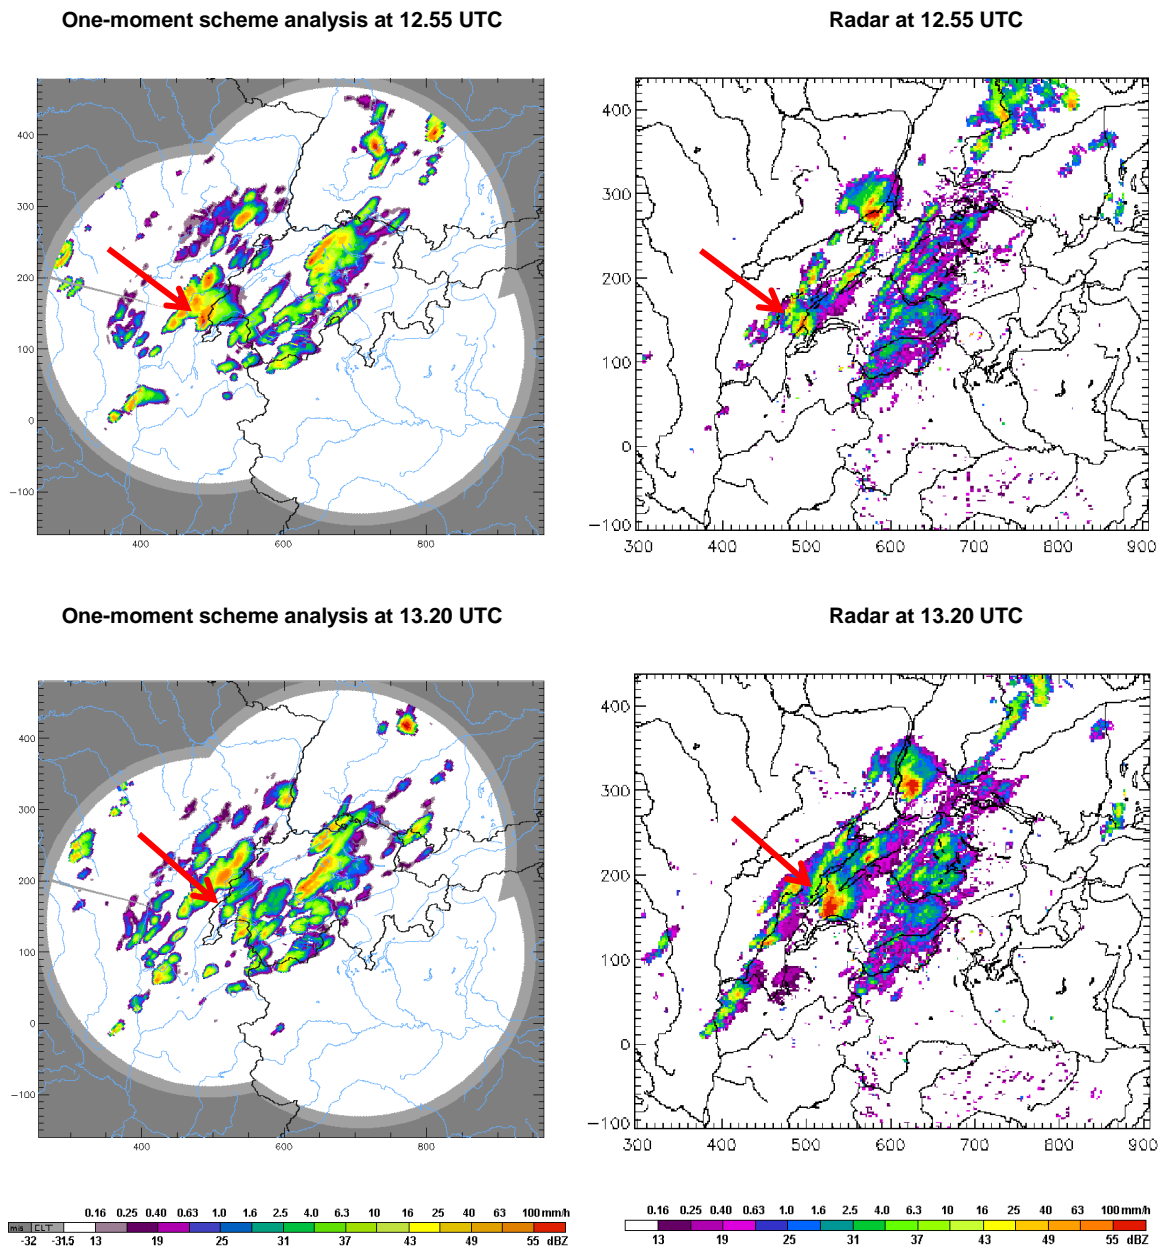 One-moment scheme analysis at 12.55 UTC
Radar at 12.55 UTC
400
300
200
100
0
−100
400 600 800
400
300
200
100
0
−100
300 400 500 600 700 800 900
One-moment scheme analysis at 13.20 UTC
Radar at 13.20 UTC
400
300
200
100
0
−100
400 600 800
400
300
200
100
0
−100
300 400 500 600 700 800 900
0.16 0.25 0.40 0.63 1.0 1.6 2.5 4.0 6.3 10 16 25 40 63 100 mm/h
mis CLT
-32 -31.5 13 19 25 31 37 43 49 55 dBZ
0.16 0.25 0.40 0.63 1.0 1.6 2.5 4.0 6.3 10 16 25 40 63 100 mm/h
13 19 25 31 37 43 49 55 dBZ